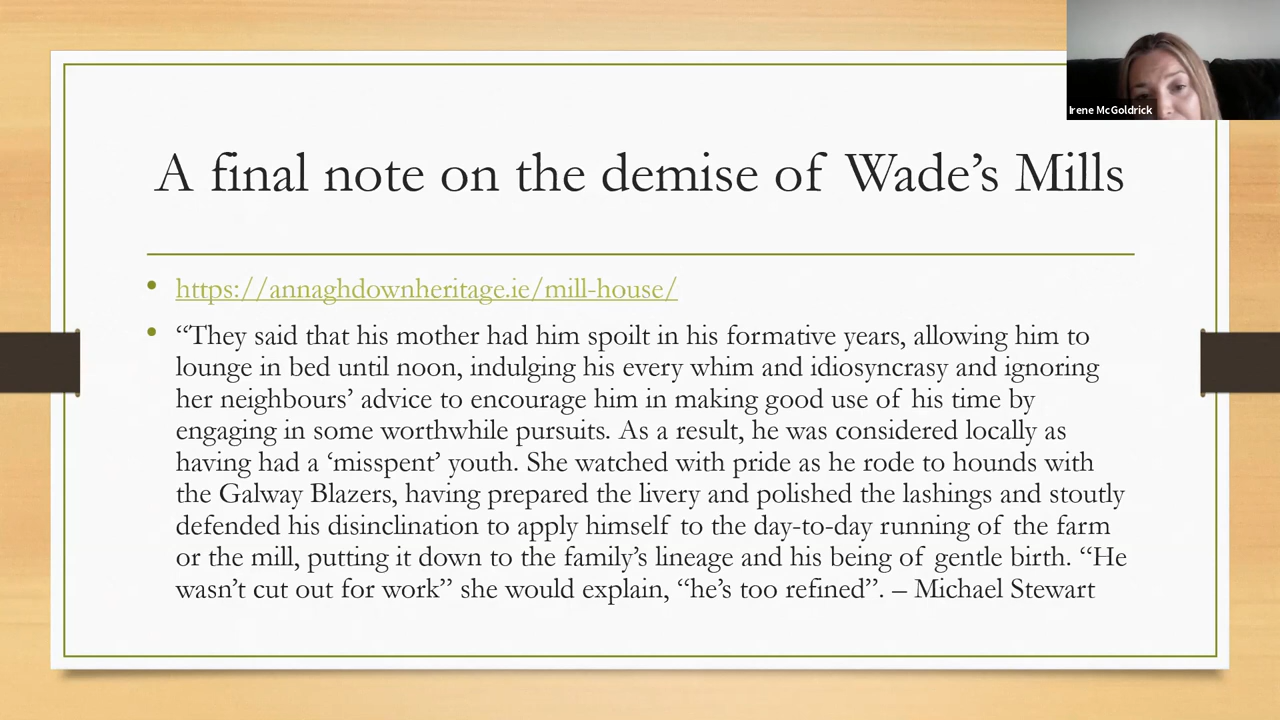 Irene McGoldrick
A final note on the demise of Wade’s Mills
• https://annaghdownheritage.ie/mill-house/
• “They said that his mother had him spoilt in his formative years, allowing him to
lounge in bed until noon, indulging his every whim and idiosyncrasy and ignoring
her neighbours’ advice to encourage him in making good use of his time by
engaging in some worthwhile pursuits. As a result, he was considered locally as
having had a ‘misspent’ youth. She watched with pride as he rode to hounds with
the Galway Blazers, having prepared the livery and polished the lashings and stoutly
defended his disinclination to apply himself to the day-to-day running of the farm
or the mill, putting it down to the family’s lineage and his being of gentle birth. “He
wasn’t cut out for work” she would explain, “he’s too refined”. – Michael Stewart